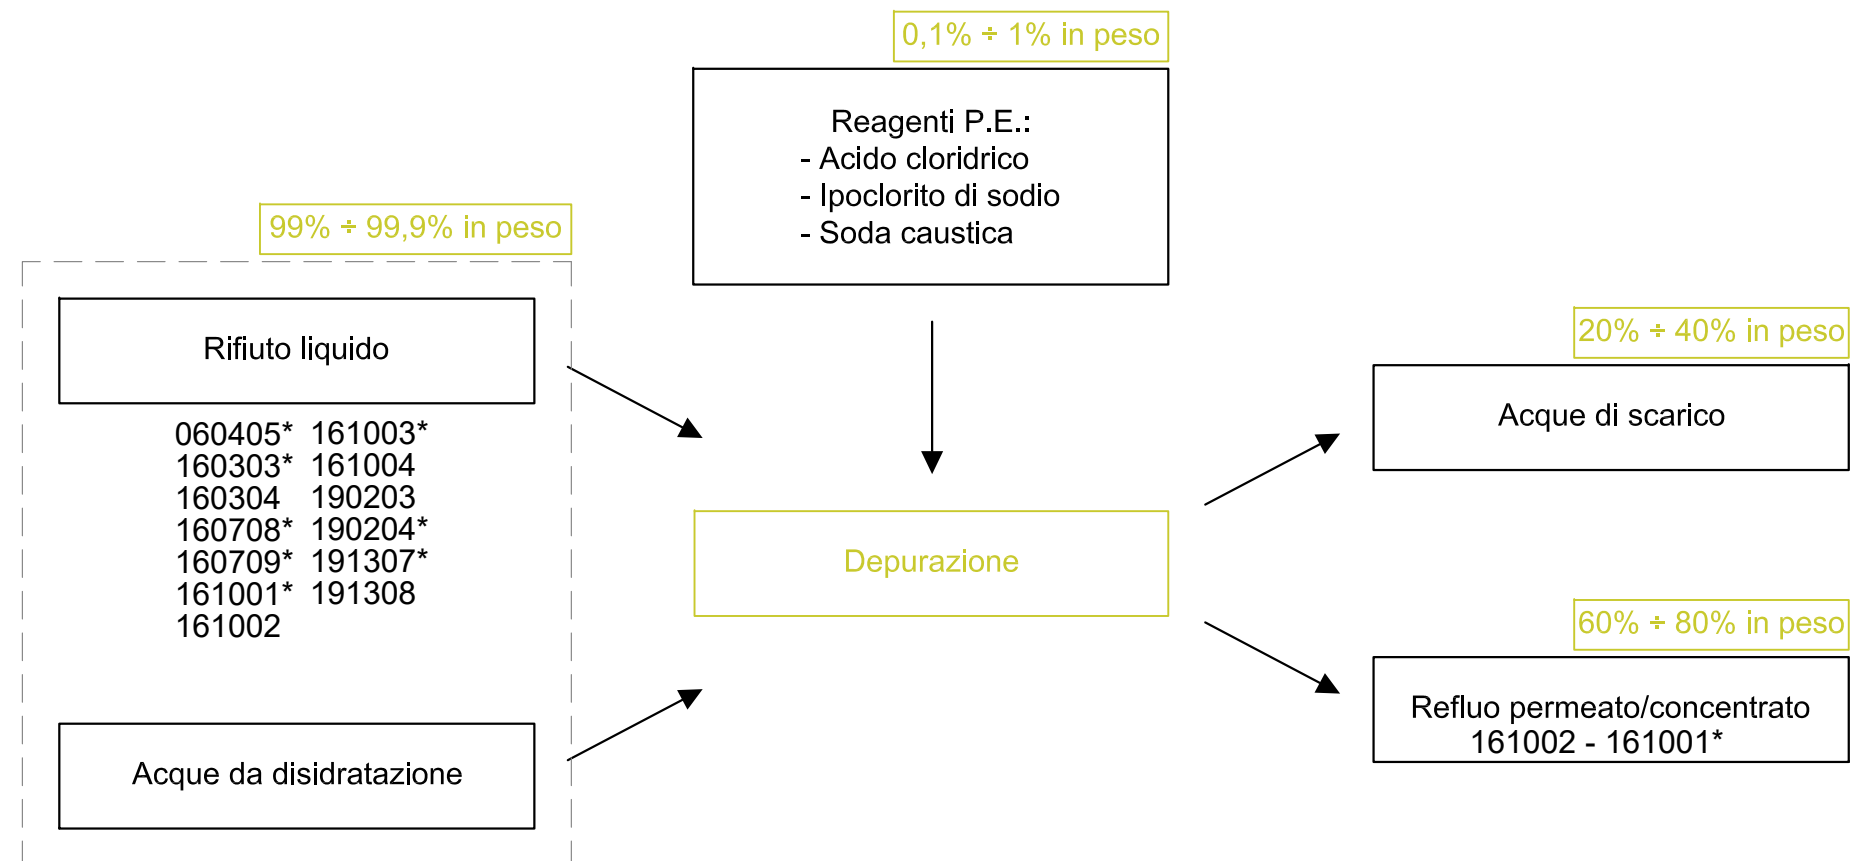 0,1% ÷ 1% in peso
Reagenti P.E.:
- Acido cloridrico
- Ipoclorito di sodio
- Soda caustica
99% ÷ 99,9% in peso
Rifiuto liquido
060405* 161003*
160303* 161004
160304 190203
160708* 190204*
160709* 191307*
161001* 191308
161002
Acque da disidratazione
Depurazione
20% ÷ 40% in peso
Acque di scarico
60% ÷ 80% in peso
Refluo permeato/concentrato
161002 - 161001*